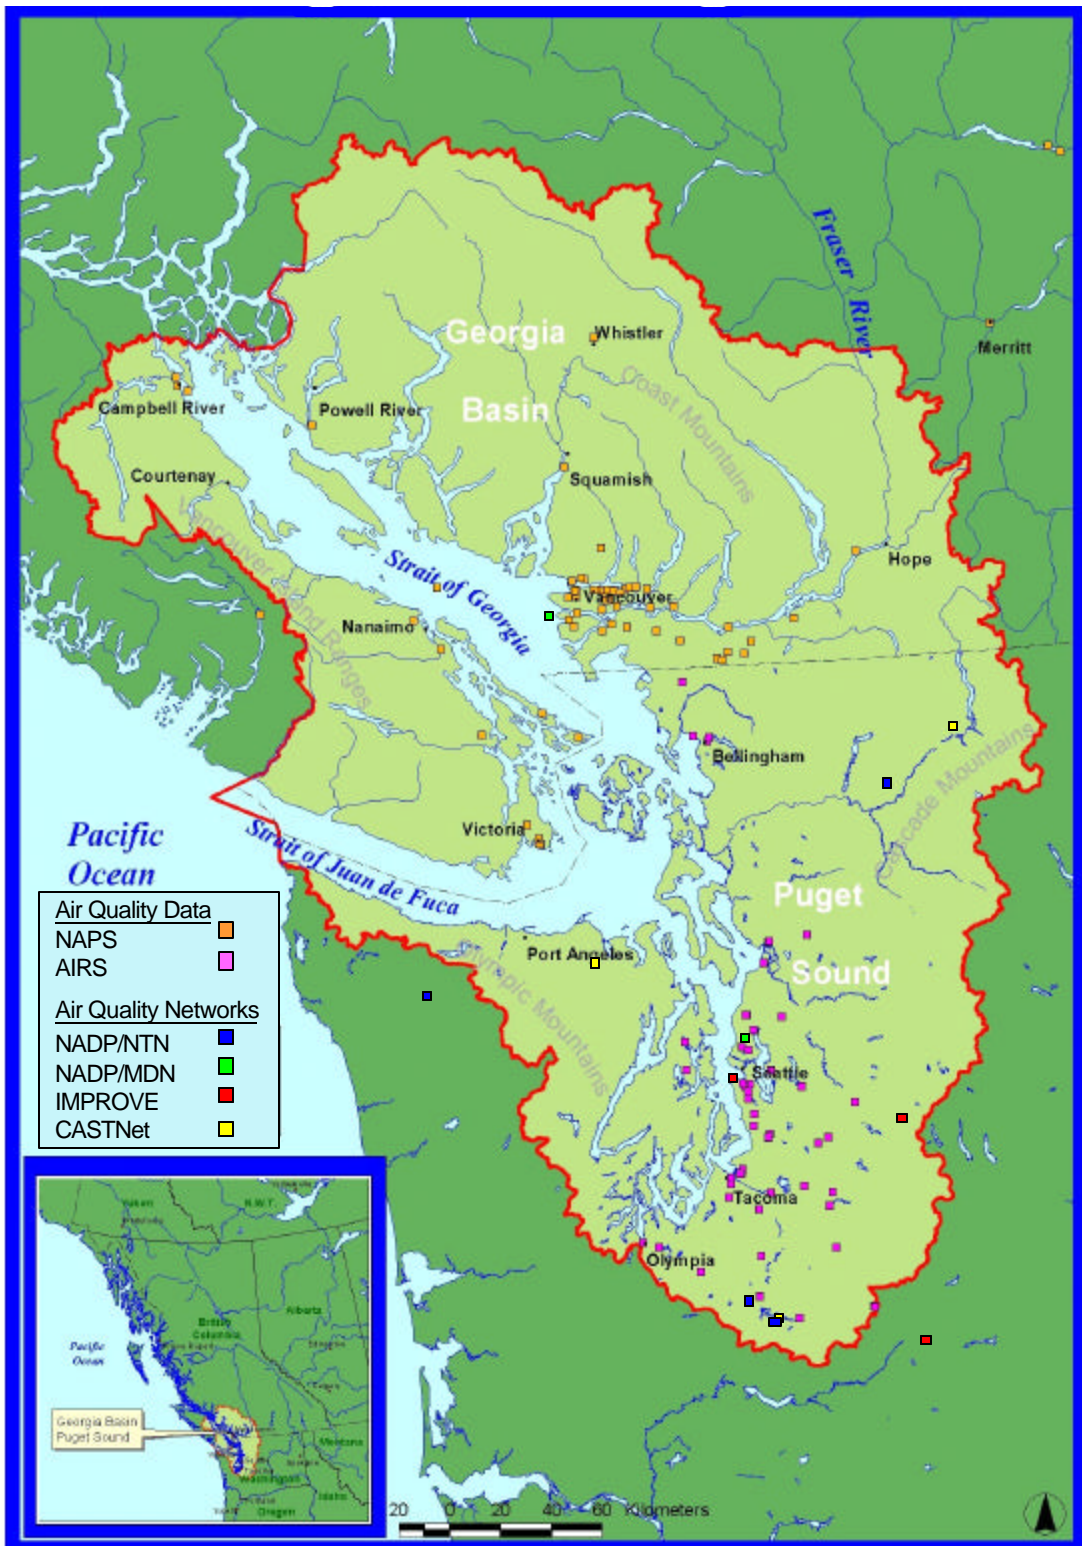 Fraser River
Georgia
Basin
Whistler
Merritt
Coast Mountains
Campbell River
Powell River
Courtenay
Squamish
Hope
Vancouver Island Ranges
Strait of Georgia
Vancouver
Nanaimo
Bellingham
Cascade Mountains
Victoria
Pacific
Ocean
Strait of Juan de Fuca
Puget
Sound
Port Angeles
Olympic Mountains
Seattle
Tacoma
Olympia
Air Quality Data
NAPS
AIRS
Air Quality Networks
NADP/NTN
NADP/MDN
IMPROVE
CASTNet
Yukon
N.W.T.
British
Columbia
Alberta
Pacific
Ocean
Georgia Basin
Puget Sound
Montana
Washington
Idaho
Oregon
20 0 20 40 60 Kilometers